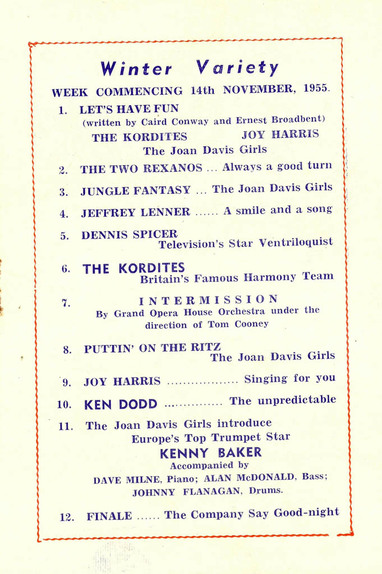 Winter Variety
WEEK COMMENCING 14th NOVEMBER, 1955.
1. LET'S HAVE FUN
(written by Caird Conway and Ernest Broadbent)
THE KORDITES JOY HARRIS
The Joan Davis Girls
2. THE TWO REXANOS ... Always a good turn
3. JUNGLE FANTASY ... The Joan Davis Girls
4. JEFFREY LENNER ...... A smile and a song
5. DENNIS SPICER
Television's Star Ventriloquist
6. THE KORDITES
Britain's Famous Harmony Team
7. INTERMISSION
By Grand Opera House Orchestra under the
direction of Tom Cooney
8. PUTTIN' ON THE RITZ
The Joan Davis Girls
9. JOY HARRIS .................. Singing for you
10. KEN DODD ............... The unpredictable
11. The Joan Davis Girls introduce
Europe's Top Trumpet Star
KENNY BAKER
Accompanied by
DAVE MILNE, Piano; ALAN McDONALD, Bass;
JOHNNY FLANAGAN, Drums.
12. FINALE ...... The Company Say Good-night